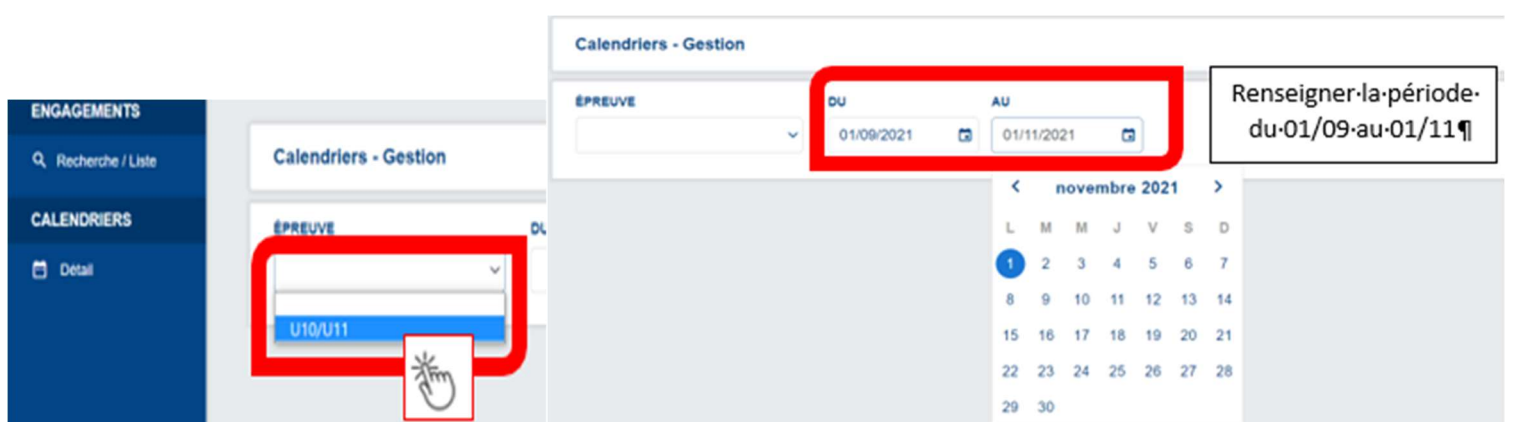 ENGAGEMENTS
Recherche / Liste
CALENDRIERS
Détail
Calendriers - Gestion
ÉPREUVE
DU
U10/U11
Calendriers - Gestion
ÉPREUVE
DU
AU
01/09/2021
01/11/2021
Renseigner·la·période·
du·01/09·au·01/11¶
< novembre 2021 >
L M M J V S D
1 2 3 4 5 6 7
8 9 10 11 12 13 14
15 16 17 18 19 20 21
22 23 24 25 26 27 28
29 30